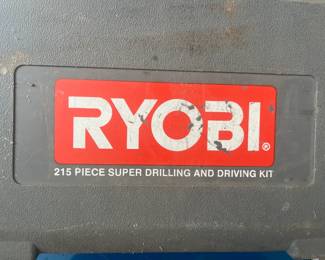 RYOBI®
215 PIECE SUPER DRILLING AND DRIVING KIT